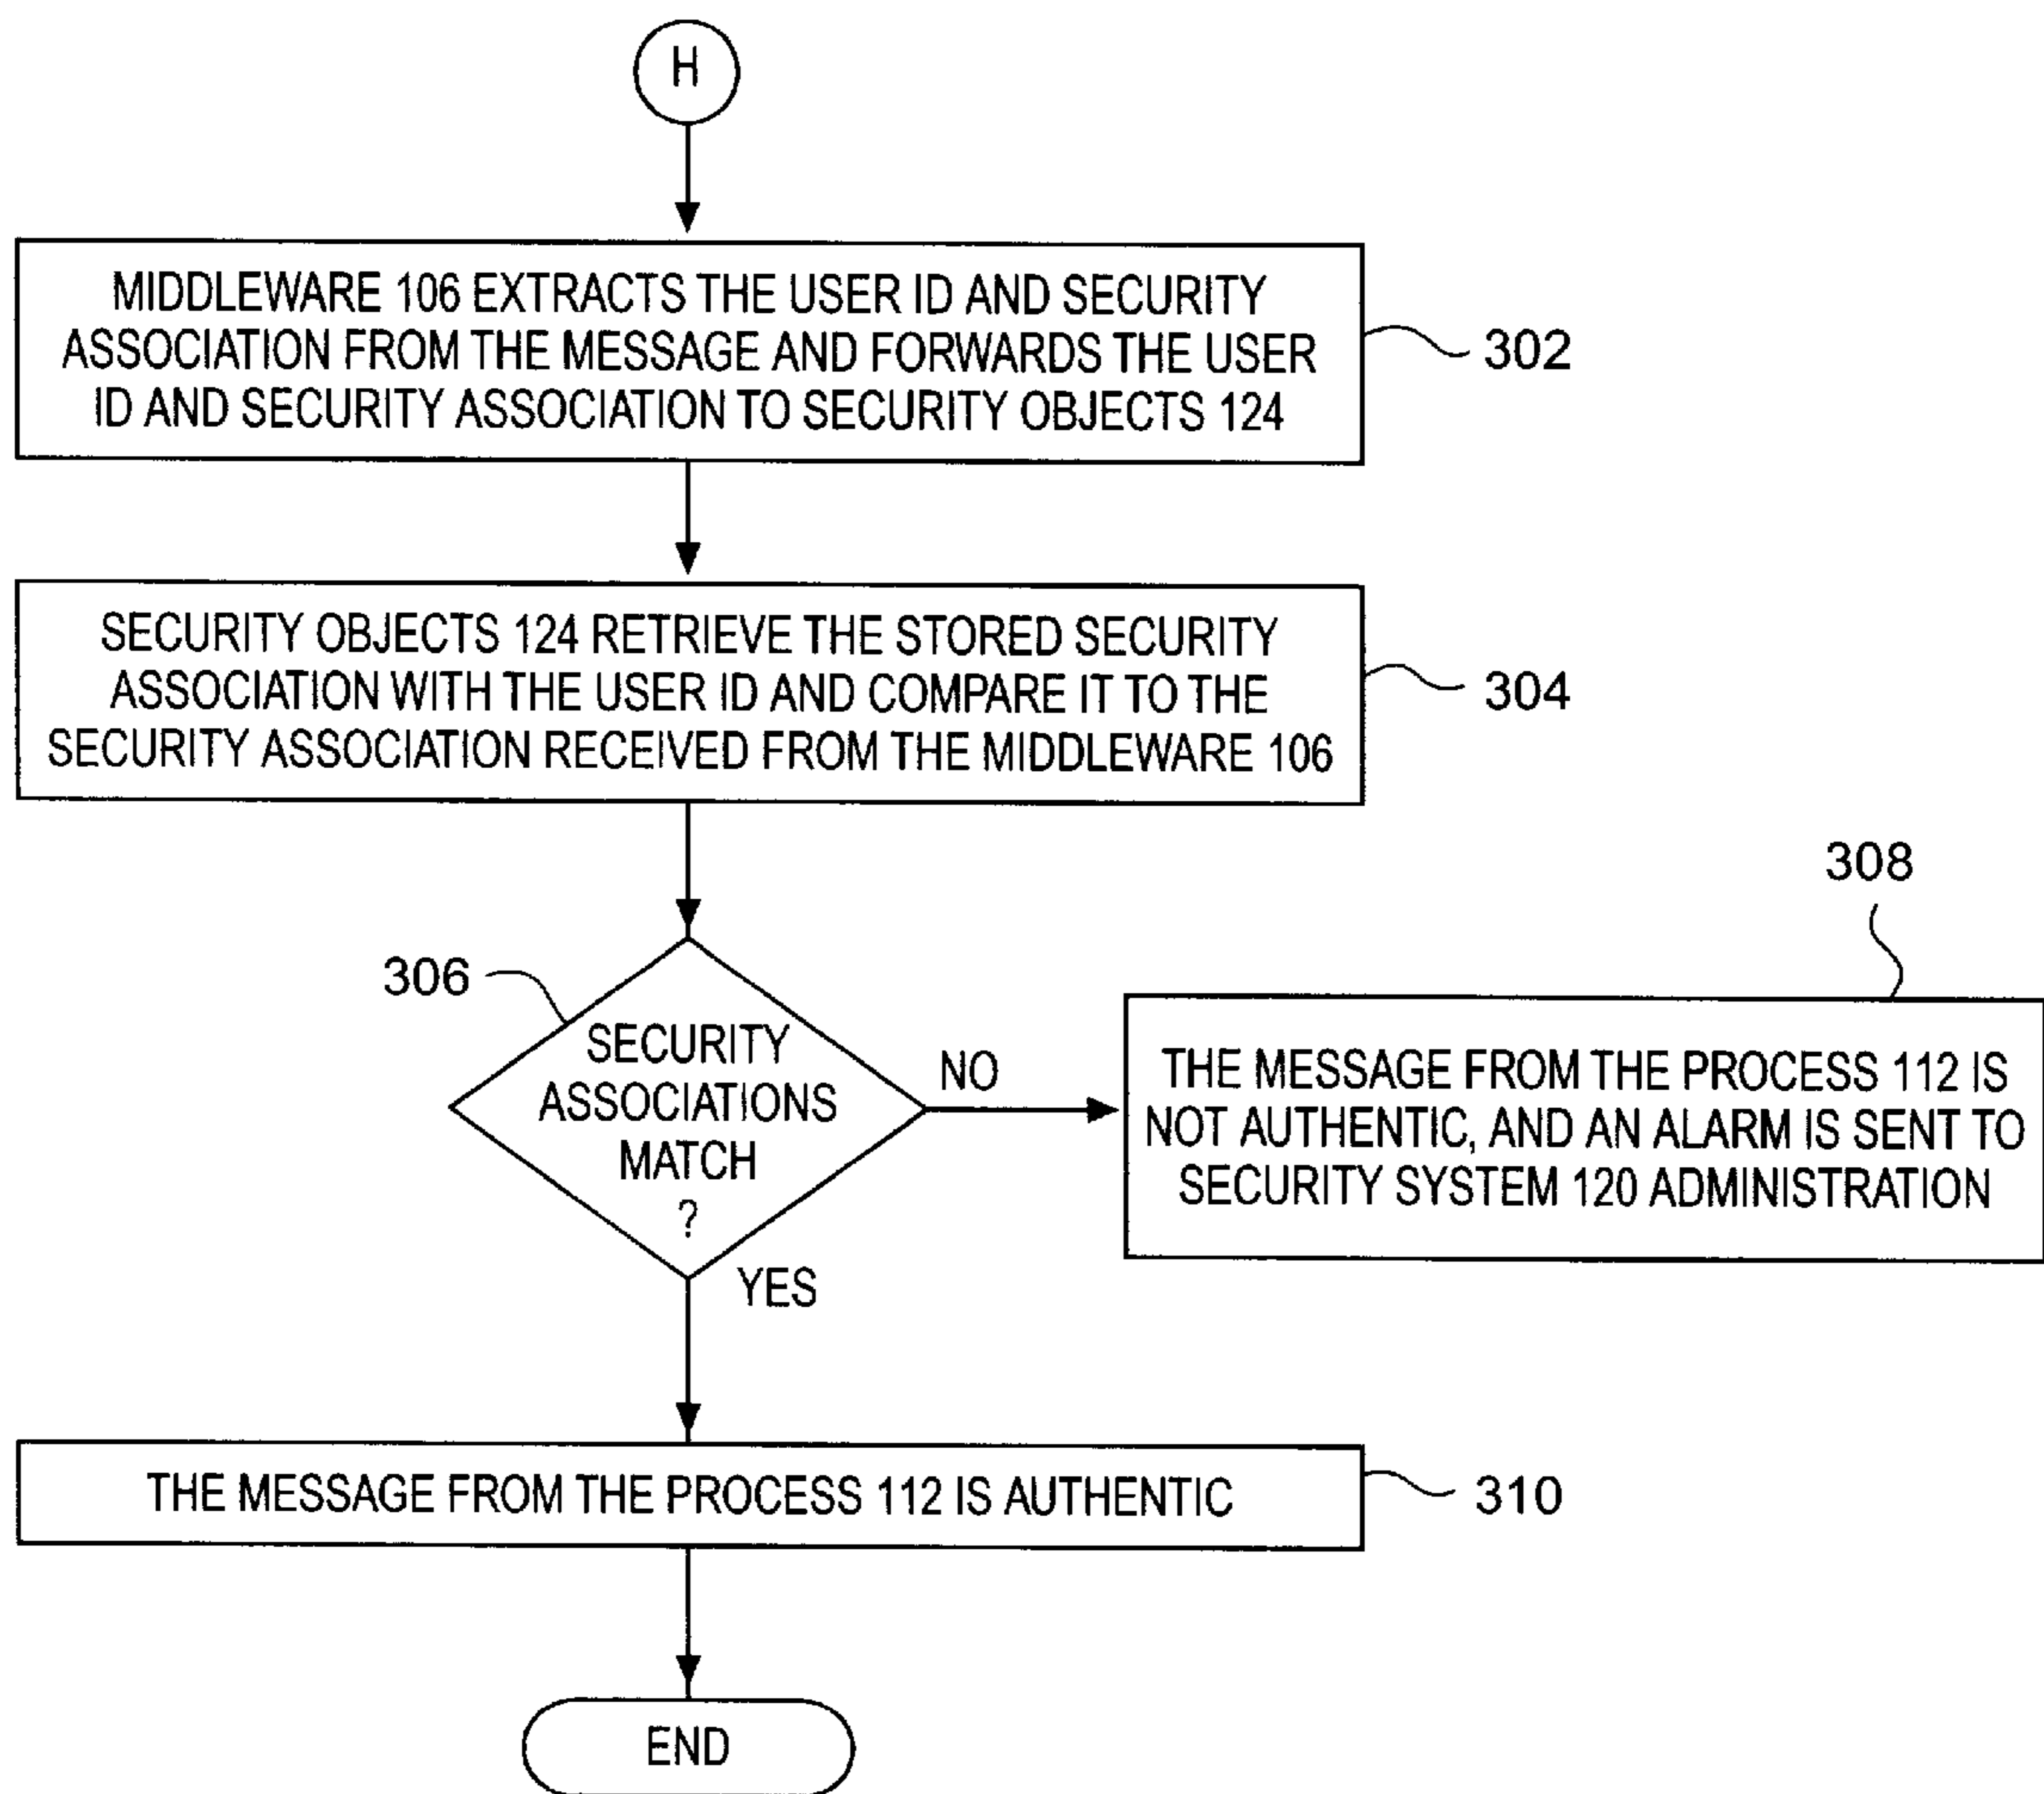 H
MIDDLEWARE 106 EXTRACTS THE USER ID AND SECURITY
ASSOCIATION FROM THE MESSAGE AND FORWARDS THE USER
ID AND SECURITY ASSOCIATION TO SECURITY OBJECTS 124
302
SECURITY OBJECTS 124 RETRIEVE THE STORED SECURITY
ASSOCIATION WITH THE USER ID AND COMPARE IT TO THE
SECURITY ASSOCIATION RECEIVED FROM THE MIDDLEWARE 106
304
306
SECURITY
ASSOCIATIONS
MATCH
?
NO
YES
308
THE MESSAGE FROM THE PROCESS 112 IS
NOT AUTHENTIC, AND AN ALARM IS SENT TO
SECURITY SYSTEM 120 ADMINISTRATION
THE MESSAGE FROM THE PROCESS 112 IS AUTHENTIC
310
END